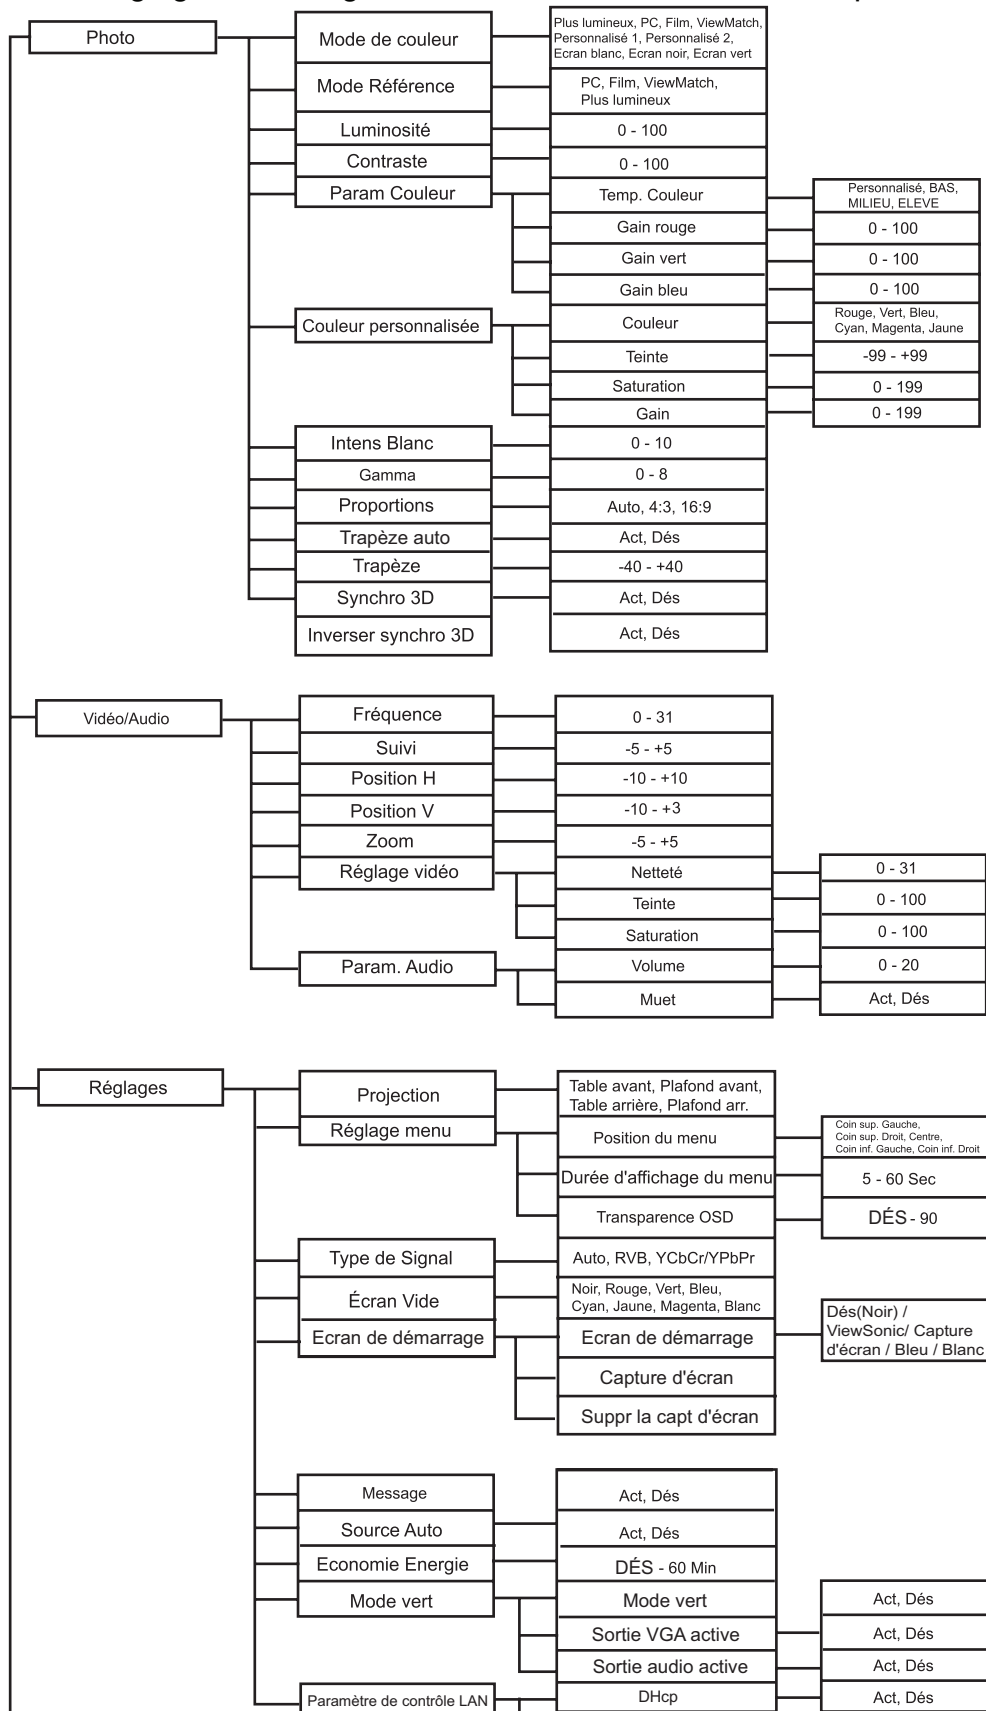 Photo
Mode de couleur
Plus lumineux, PC, Film, ViewMatch,
Personnalisé 1, Personnalisé 2,
Ecran blanc, Ecran noir, Ecran vert
Mode Référence
PC, Film, ViewMatch,
Plus lumineux
Luminosité
0 - 100
Contraste
0 - 100
Param Couleur
Temp. Couleur
Personnalisé, BAS,
MILIEU, ELEVE
Gain rouge
0 - 100
Gain vert
0 - 100
Gain bleu
0 - 100
Couleur personnalisée
Couleur
Rouge, Vert, Bleu,
Cyan, Magenta, Jaune
Teinte
-99 - +99
Saturation
0 - 199
Gain
0 - 199
Intens Blanc
0 - 10
Gamma
0 - 8
Proportions
Auto, 4:3, 16:9
Trapèze auto
Act, Dés
Trapèze
-40 - +40
Synchro 3D
Act, Dés
Inverser synchro 3D
Act, Dés
Vidéo/Audio
Fréquence
0 - 31
Suivi
-5 - +5
Position H
-10 - +10
Position V
-10 - +3
Zoom
-5 - +5
Réglage vidéo
Netteté
0 - 31
Teinte
0 - 100
Saturation
0 - 100
Param. Audio
Volume
0 - 20
Muet
Act, Dés
Réglages
Projection
Table avant, Plafond avant,
Table arrière, Plafond arr.
Réglage menu
Position du menu
Coin sup. Gauche,
Coin sup. Droit, Centre,
Coin inf. Gauche, Coin inf. Droit
Durée d'affichage du menu
5 - 60 Sec
Transparence OSD
DÉS - 90
Type de Signal
Auto, RVB, YCbCr/YPbPr
Écran Vide
Noir, Rouge, Vert, Bleu,
Cyan, Jaune, Magenta, Blanc
Ecran de démarrage
Ecran de démarrage
Dés(Noir) /
ViewSonic/ Capture
d'écran / Bleu / Blanc
Capture d'écran
Suppr la capt d'écran
Message
Act, Dés
Source Auto
Act, Dés
Economie Energie
DÉS - 60 Min
Mode vert
Mode vert
Act, Dés
Sortie VGA active
Act, Dés
Sortie audio active
Act, Dés
Paramètre de contrôle LAN
DHcp
Act, Dés